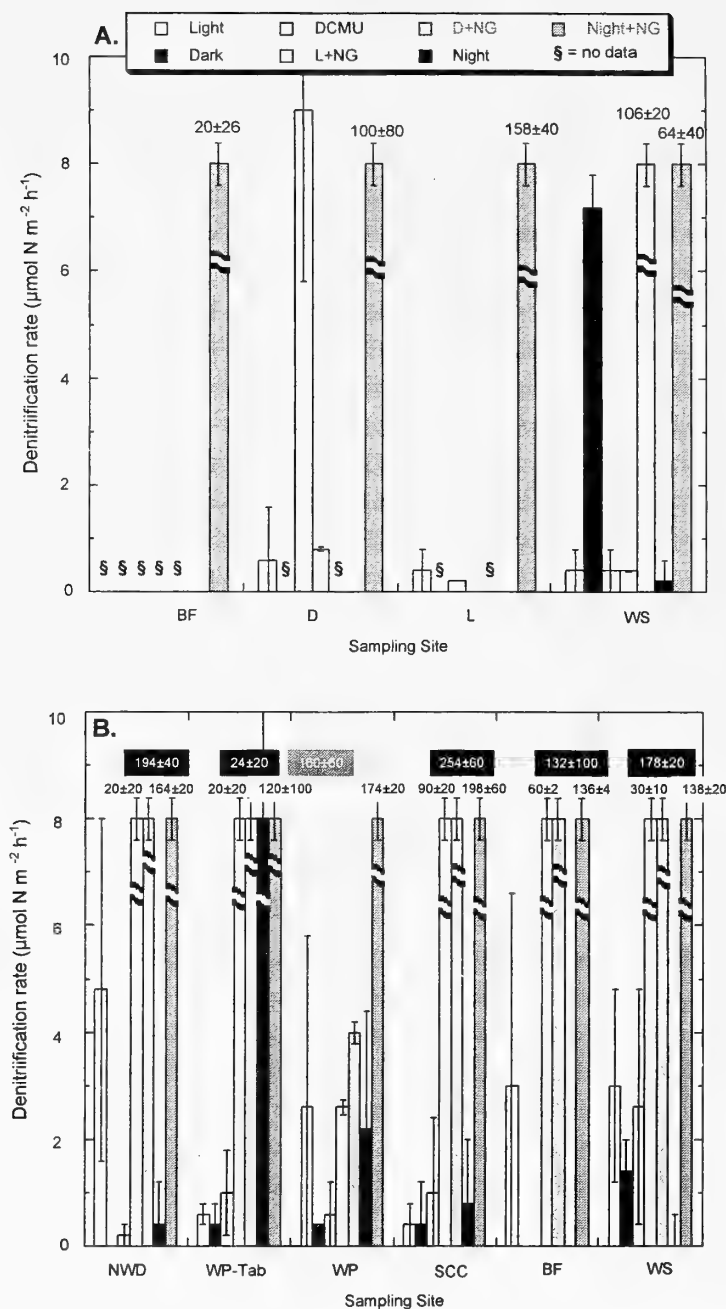 A.
Light DCMU D+NG Night+NG
Dark L+NG Night § = no data
Denitriification rate (µmol N m⁻² h⁻¹)
10
8
6
4
2
0
20±26
100±80
158±40
106±20
64±40
§ § § § §
§ §
§ §
BF D L WS
Sampling Site
B.
Denitriification rate (µmol N m⁻² h⁻¹)
10
8
6
4
2
0
194±40 24±20 160±60 254±60 132±100 178±20
20±20 164±20 20±20 120±100 174±20 90±20 198±60 60±2 136±4 30±10 138±20
NWD WP-Tab WP SCC BF WS
Sampling Site